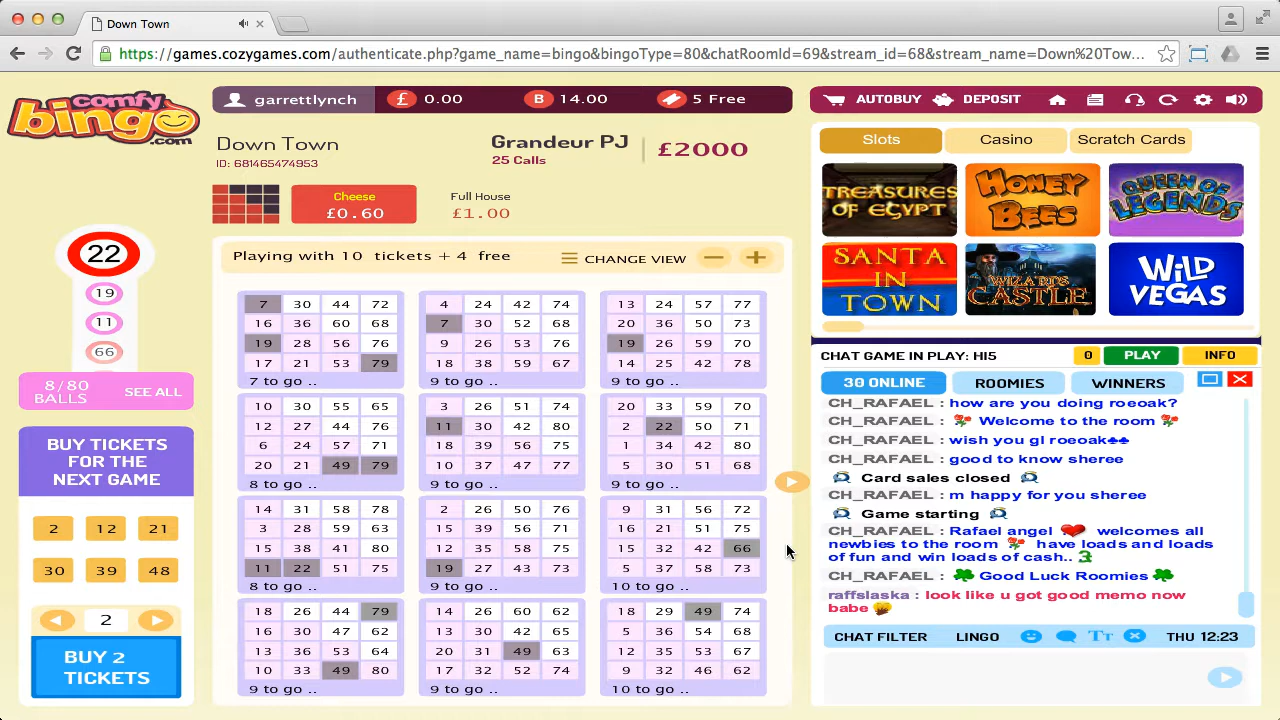 Down Town
https://games.cozygames.com/authenticate.php?game_name=bingo&bingoType=80&chatRoomId=69&stream_id=68&stream_name=Down%20Tow...
comfy
bingo
.com
garrettlynch
£ 0.00
B 14.00
5 Free
AUTOBUY
DEPOSIT
Down Town
ID: 681465474953
Grandeur PJ
25 Calls
£2000
Cheese
£0.60
Full House
£1.00
22
19
11
66
8/80
BALLS
SEE ALL
BUY TICKETS
FOR THE
NEXT GAME
2 12 21
30 39 48
2
BUY 2
TICKETS
Playing with 10 tickets + 4 free
CHANGE VIEW
7 30 44 72
16 36 60 68
19 28 56 76
17 21 53 79
7 to go ..
4 24 42 74
7 30 52 68
9 26 53 76
18 38 59 67
9 to go ..
13 24 57 77
20 36 50 73
19 26 59 70
14 25 42 78
9 to go ..
10 30 55 65
12 27 44 76
6 24 57 71
20 21 49 79
8 to go ..
3 26 51 74
11 30 42 80
18 39 56 75
10 37 47 77
9 to go ..
20 33 59 70
2 22 50 71
1 34 44 80
5 30 51 68
9 to go ..
14 31 58 78
3 28 59 63
15 38 41 80
11 22 51 71
8 to go ..
2 26 50 76
15 39 56 71
12 35 58 75
19 27 43 73
9 to go ..
9 31 56 72
16 21 51 75
15 32 42 66
5 37 58 73
10 to go ..
18 26 44 79
16 30 47 62
13 36 53 64
10 33 49 80
9 to go ..
14 26 60 62
13 30 42 65
20 31 49 63
17 32 52 74
9 to go ..
18 29 49 74
5 36 54 68
12 35 53 67
9 32 46 62
10 to go ..
Slots
Casino
Scratch Cards
TREASURES
OF EGYPT
HONEY
BEES
QUEEN OF
LEGENDS
SANTA
IN
TOWN
WIZARDS
CASTLE
WiLD
VEGAS
CHAT GAME IN PLAY: HI5
0
PLAY
INFO
30 ONLINE
ROOMIES
WINNERS
CH_RAFAEL : how are you doing roeoak?
CH_RAFAEL : Welcome to the room
CH_RAFAEL : wish you gl roeoak♣♣
CH_RAFAEL : good to know sheree
Card sales closed
CH_RAFAEL : m happy for you sheree
Game starting
CH_RAFAEL : Rafael angel welcomes all
newbies to the room have loads and loads
of fun and win loads of cash..
CH_RAFAEL : Good Luck Roomies
raffslaska : look like u got good memo now
babe
CHAT FILTER
LINGO
TT
THU 12:23